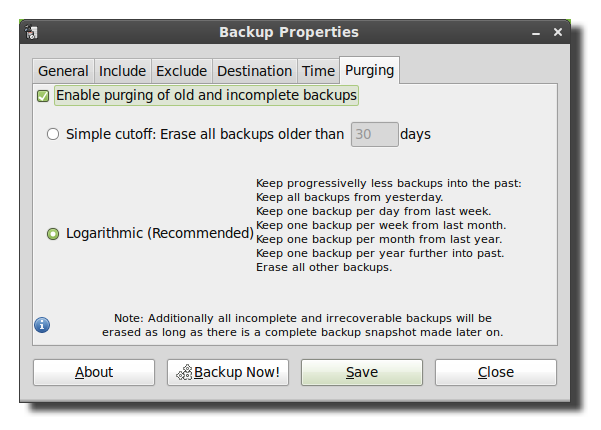 Backup Properties
General Include Exclude Destination Time Purging
Enable purging of old and incomplete backups
Simple cutoff: Erase all backups older than 30 days
Keep progressivelly less backups into the past:
Keep all backups from yesterday.
Keep one backup per day from last week.
Keep one backup per week from last month.
Logarithmic (Recommended)
Keep one backup per month from last year.
Keep one backup per year further into past.
Erase all other backups.
Note: Additionally all incomplete and irrecoverable backups will be
erased as long as there is a complete backup snapshot made later on.
About Backup Now! Save Close